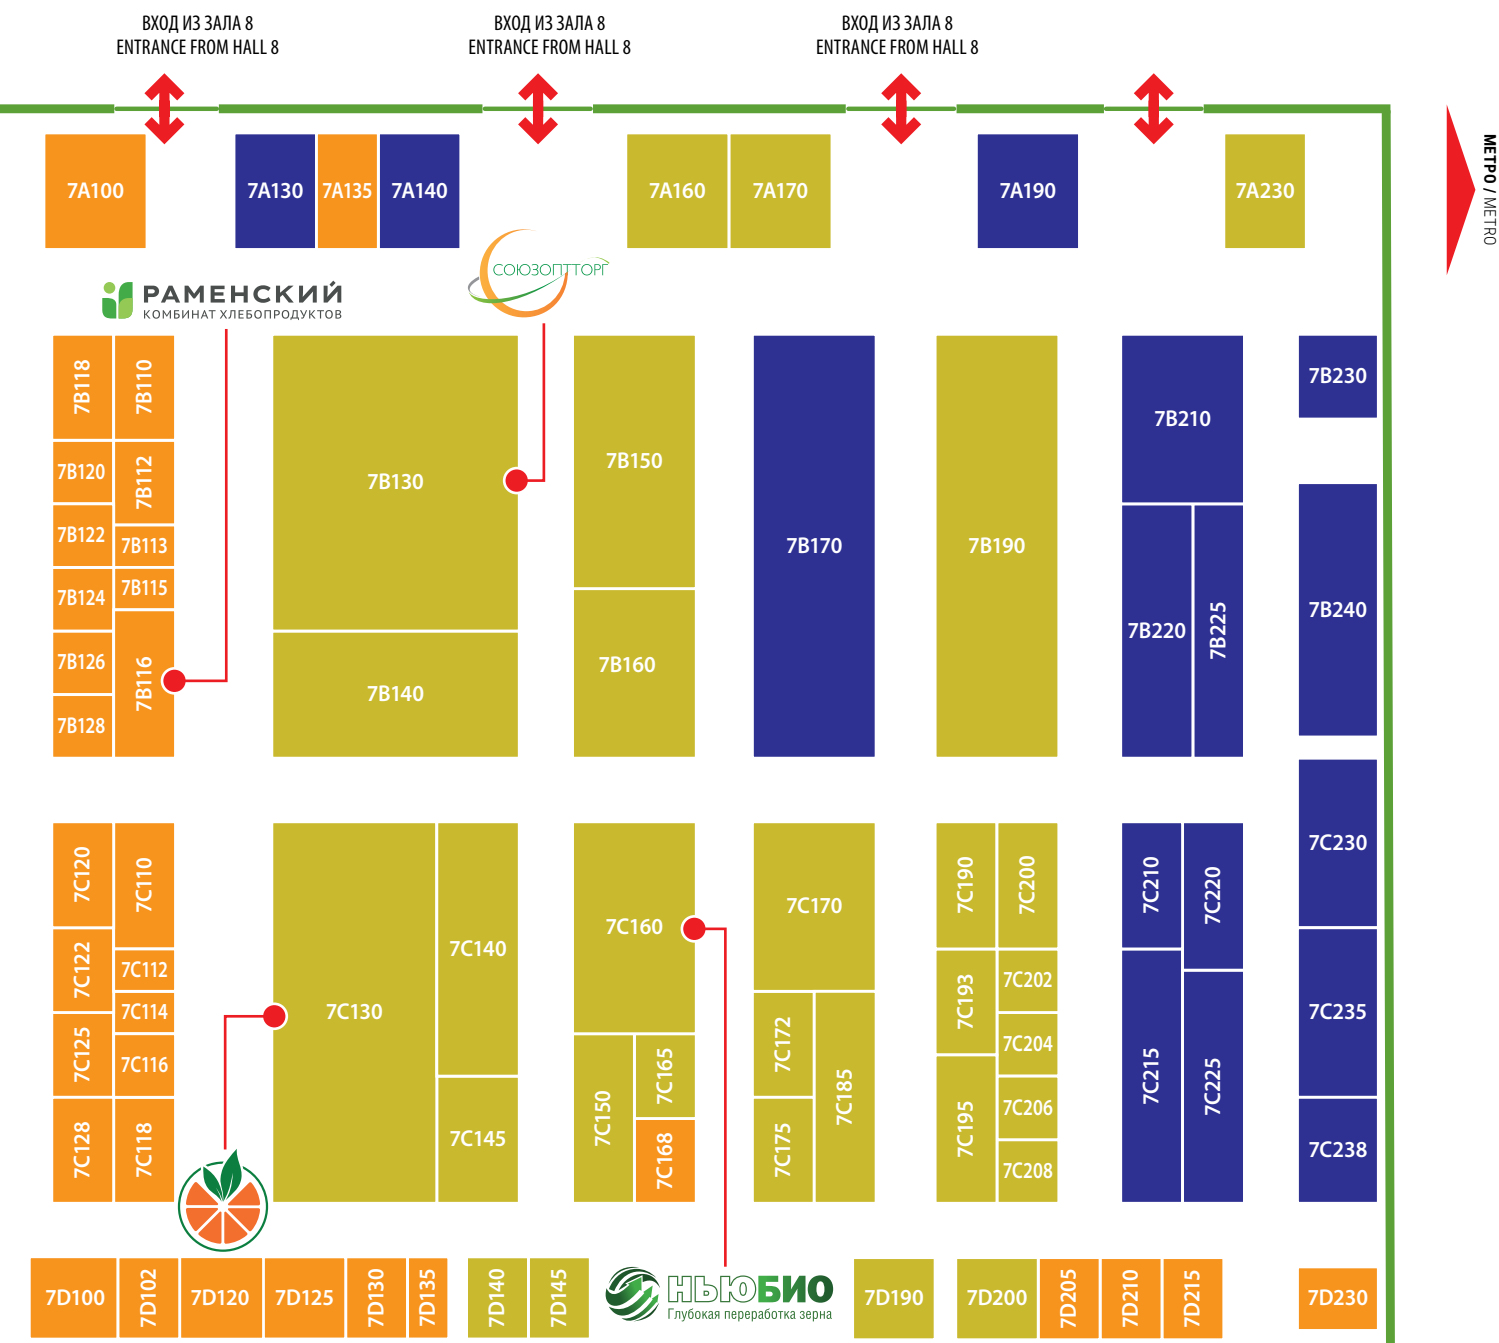 ВХОД ИЗ ЗАЛА 8
ENTRANCE FROM HALL 8
ВХОД ИЗ ЗАЛА 8
ENTRANCE FROM HALL 8
ВХОД ИЗ ЗАЛА 8
ENTRANCE FROM HALL 8
МЕТРО / METRO
7A100
7A130
7A135
7A140
7A160
7A170
7A190
7A230
РАМЕНСКИЙ
КОМБИНАТ ХЛЕБОПРОДУКТОВ
СОЮЗОПТТОРГ
7B118
7B110
7B120
7B112
7B122
7B113
7B124
7B115
7B126
7B116
7B128
7B130
7B140
7B150
7B160
7B170
7B190
7B210
7B220
7B225
7B230
7B240
7C120
7C110
7C122
7C112
7C114
7C125
7C116
7C128
7C118
7C130
7C140
7C145
7C160
7C150
7C165
7C168
7C170
7C172
7C175
7C185
7C190
7C200
7C193
7C202
7C204
7C195
7C206
7C208
7C210
7C220
7C215
7C225
7C230
7C235
7C238
7D100
7D102
7D120
7D125
7D130
7D135
7D140
7D145
НЬЮБИО
Глубокая переработка зерна
7D190
7D200
7D205
7D210
7D215
7D230